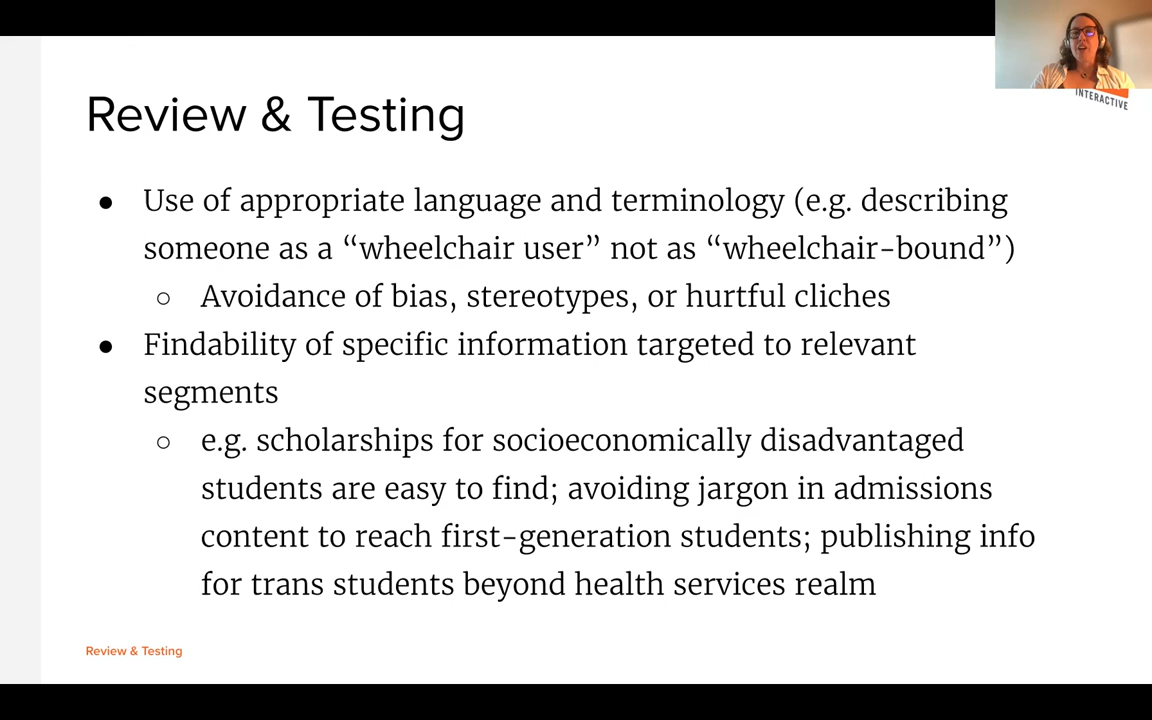 INTERACTIVE
Review & Testing
● Use of appropriate language and terminology (e.g. describing
someone as a “wheelchair user” not as “wheelchair-bound”)
○ Avoidance of bias, stereotypes, or hurtful cliches
● Findability of specific information targeted to relevant
segments
○ e.g. scholarships for socioeconomically disadvantaged
students are easy to find; avoiding jargon in admissions
content to reach first-generation students; publishing info
for trans students beyond health services realm
Review & Testing